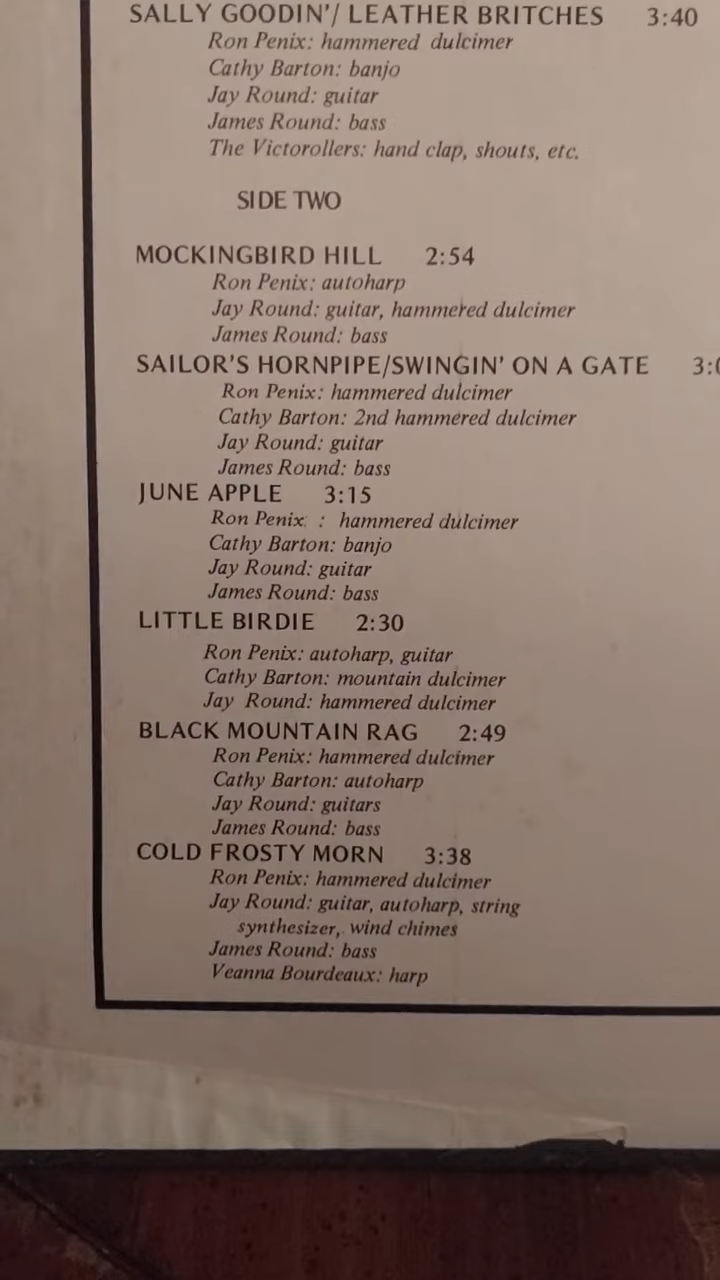 SALLY GOODIN'/ LEATHER BRITCHES 3:40
Ron Penix: hammered dulcimer
Cathy Barton: banjo
Jay Round: guitar
James Round: bass
The Victorollers: hand clap, shouts, etc.
SIDE TWO
MOCKINGBIRD HILL 2:54
Ron Penix: autoharp
Jay Round: guitar, hammered dulcimer
James Round: bass
SAILOR'S HORNPIPE/SWINGIN' ON A GATE
Ron Penix: hammered dulcimer
Cathy Barton: 2nd hammered dulcimer
Jay Round: guitar
James Round: bass
JUNE APPLE 3:15
Ron Penix : hammered dulcimer
Cathy Barton: banjo
Jay Round: guitar
James Round: bass
LITTLE BIRDIE 2:30
Ron Penix: autoharp, guitar
Cathy Barton: mountain dulcimer
Jay Round: hammered dulcimer
BLACK MOUNTAIN RAG 2:49
Ron Penix: hammered dulcimer
Cathy Barton: autoharp
Jay Round: guitars
James Round: bass
COLD FROSTY MORN 3:38
Ron Penix: hammered dulcimer
Jay Round: guitar, autoharp, string
synthesizer, wind chimes
James Round: bass
Veanna Bourdeaux: harp